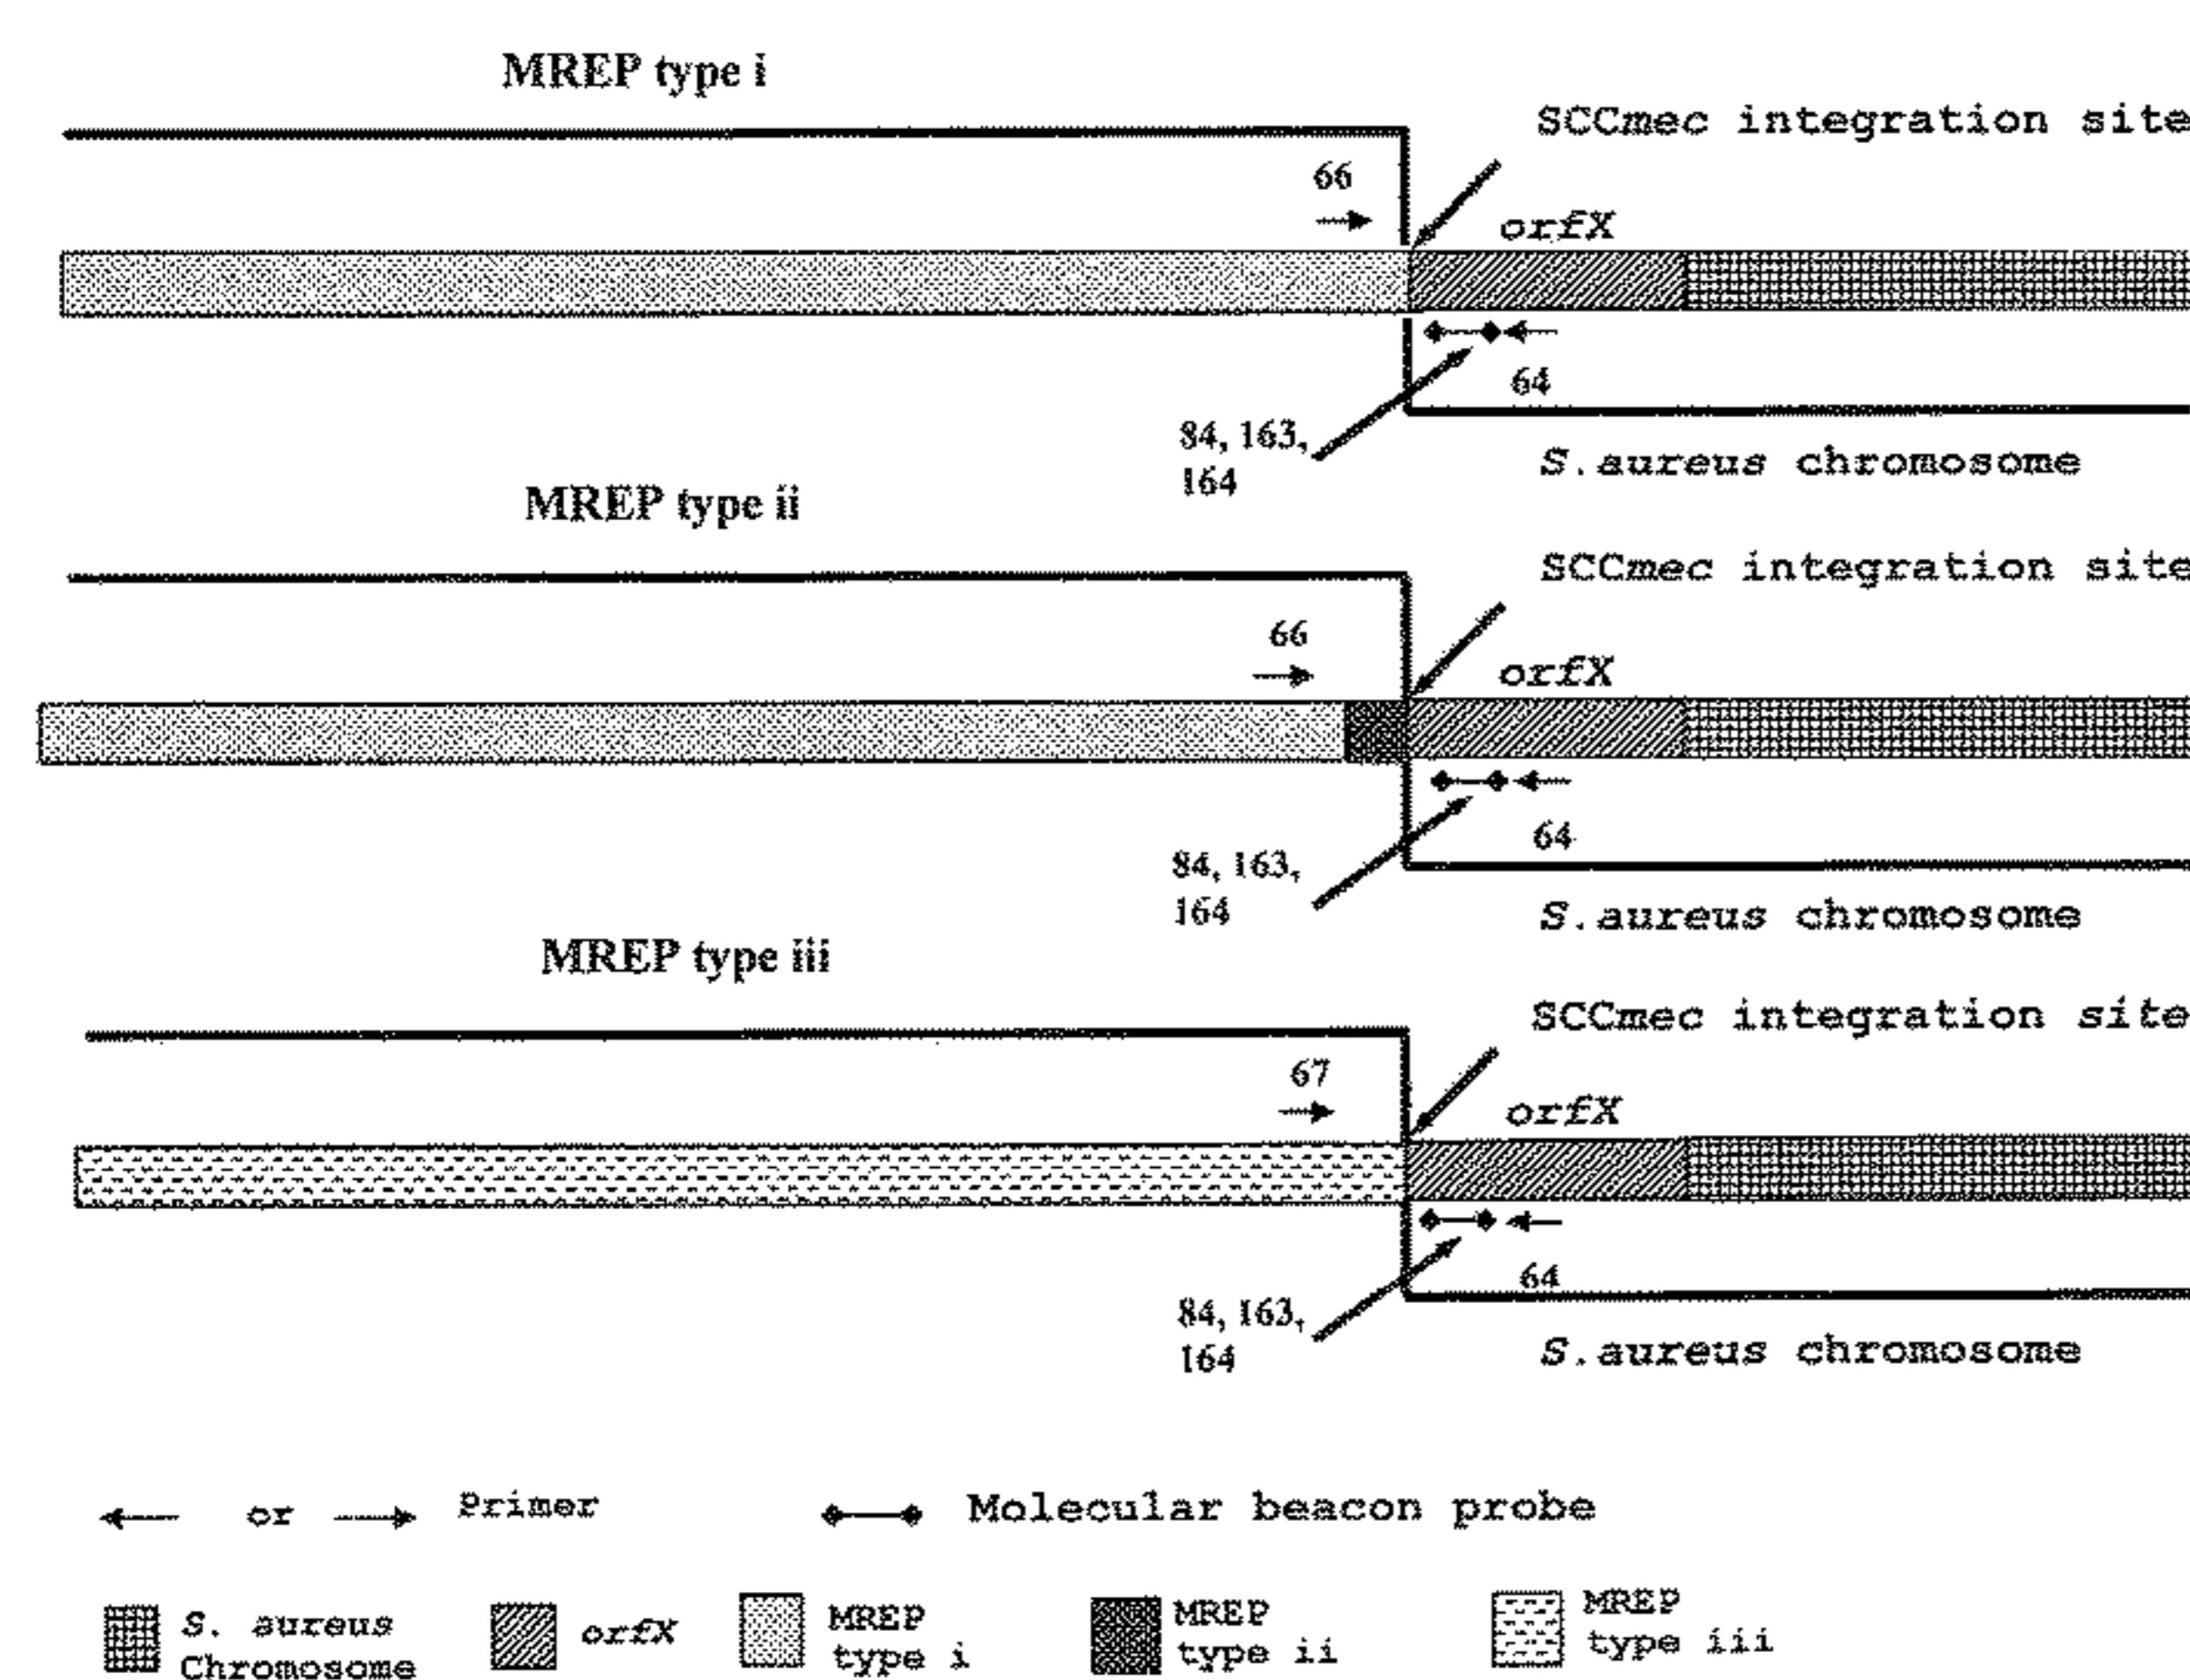 MREP type i
SCCmec integration site
66
orfX
64
84, 163,
164
S.aureus chromosome
MREP type ii
SCCmec integration site
66
orfX
64
84, 163,
164
S.aureus chromosome
MREP type iii
SCCmec integration site
67
orfX
64
84, 163,
164
S.aureus chromosome
or Primer
Molecular beacon probe
S. aureus
Chromosome
orfX
MREP
type i
MREP
type ii
MREP
type iii